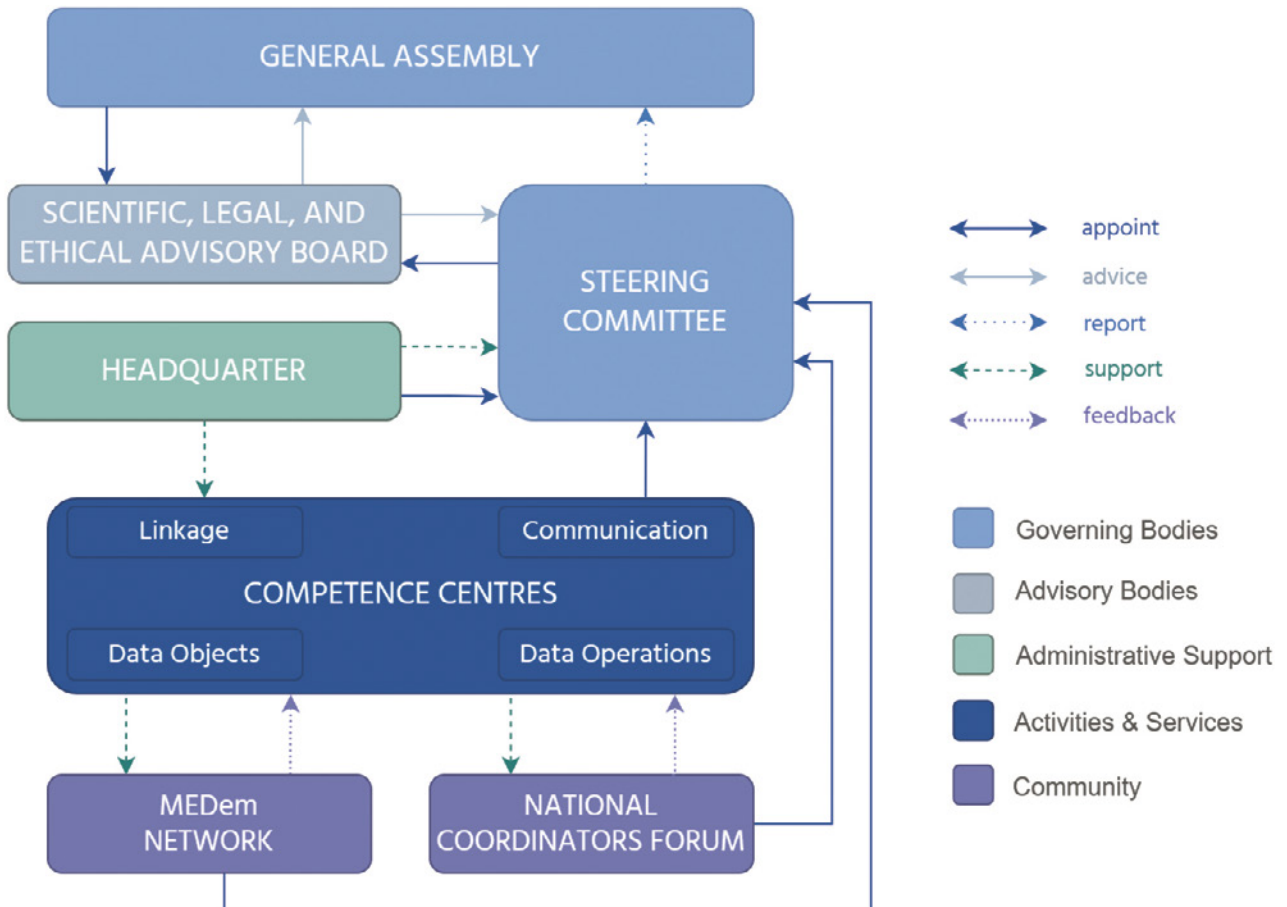 GENERAL ASSEMBLY
SCIENTIFIC, LEGAL, AND
ETHICAL ADVISORY BOARD
STEERING
COMMITTEE
HEADQUARTER
Linkage
Communication
COMPETENCE CENTRES
Data Objects
Data Operations
MEDem
NETWORK
NATIONAL
COORDINATORS FORUM
appoint
advice
report
support
feedback
Governing Bodies
Advisory Bodies
Administrative Support
Activities & Services
Community